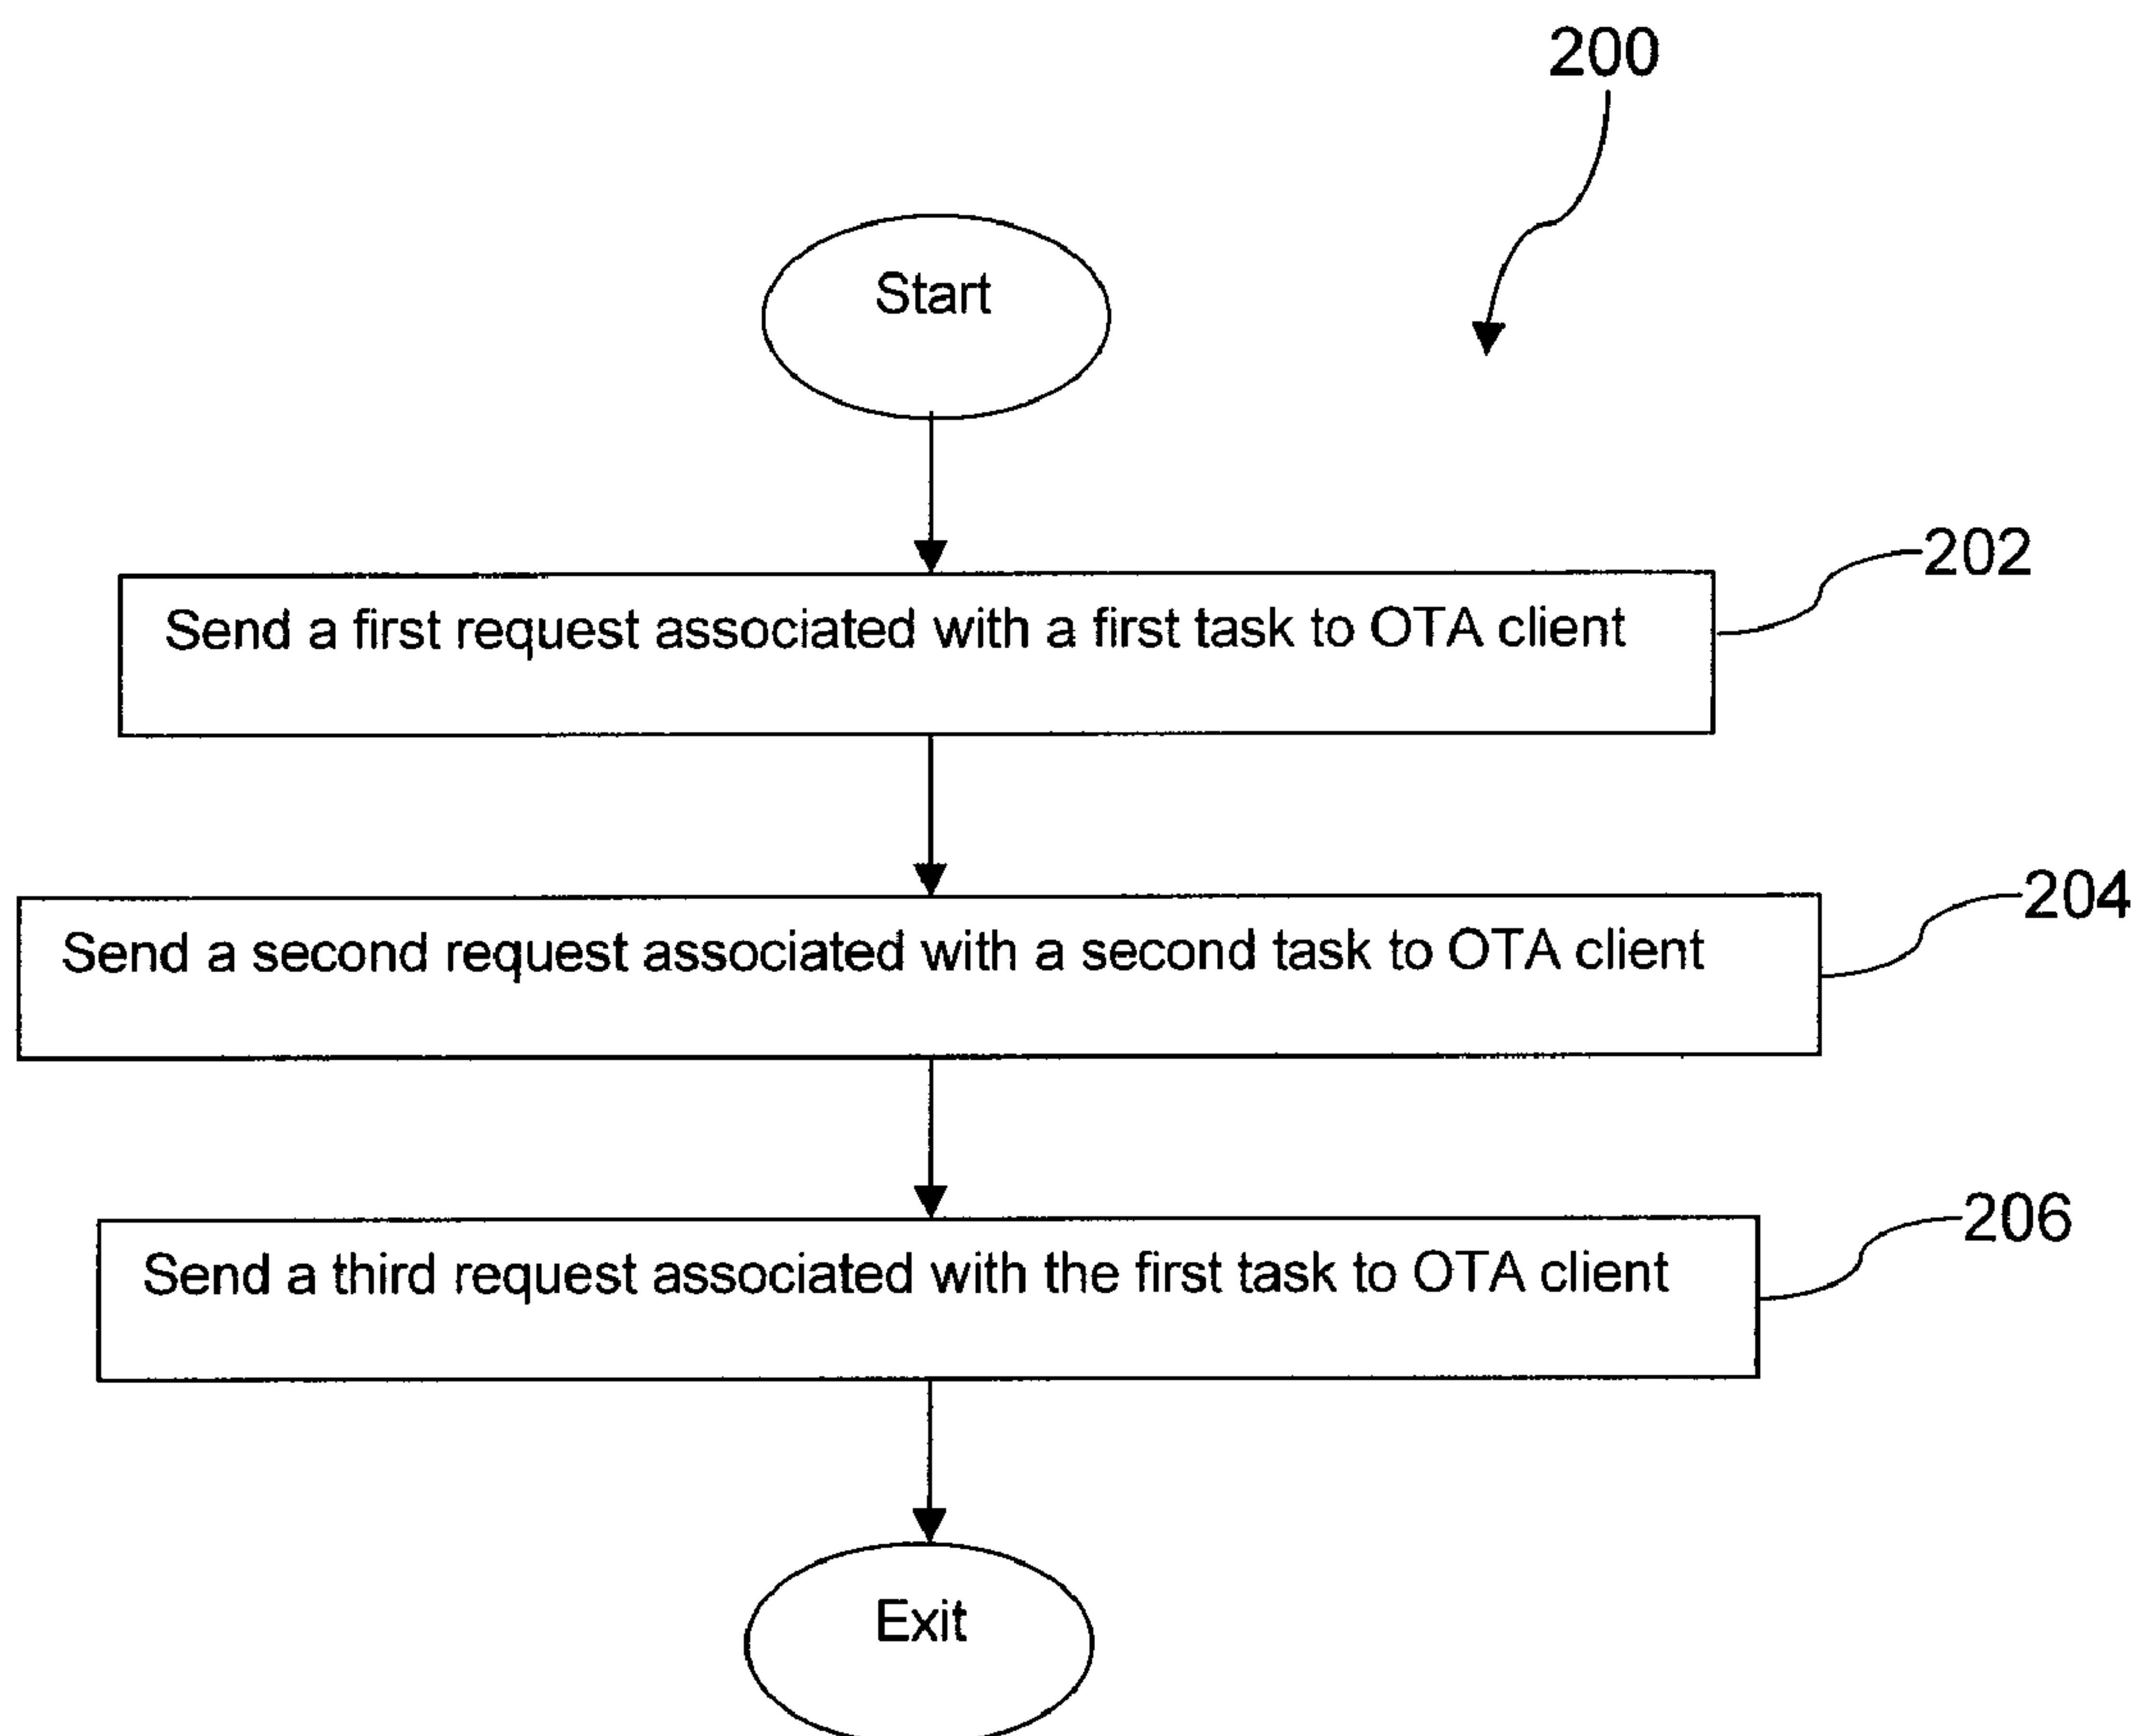 200
Start
202
Send a first request associated with a first task to OTA client
204
Send a second request associated with a second task to OTA client
206
Send a third request associated with the first task to OTA client
Exit